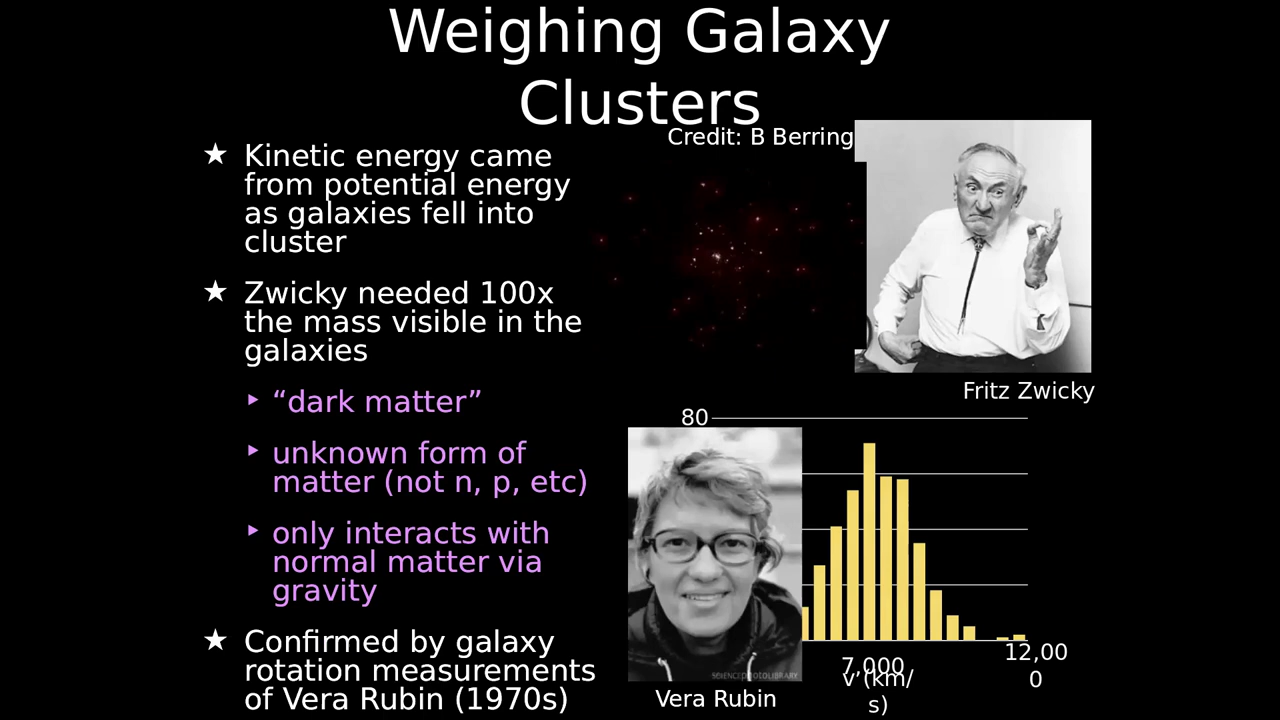 Weighing Galaxy
Clusters
Credit: B Berring
★ Kinetic energy came
from potential energy
as galaxies fell into
cluster
★ Zwicky needed 100x
the mass visible in the
galaxies
‣ “dark matter”
‣ unknown form of
matter (not n, p, etc)
‣ only interacts with
normal matter via
gravity
★ Confirmed by galaxy
rotation measurements
of Vera Rubin (1970s)
Fritz Zwicky
80
SCIENCEPHOTOLIBRARY
Vera Rubin
7,000
12,00
0
v (km/
s)